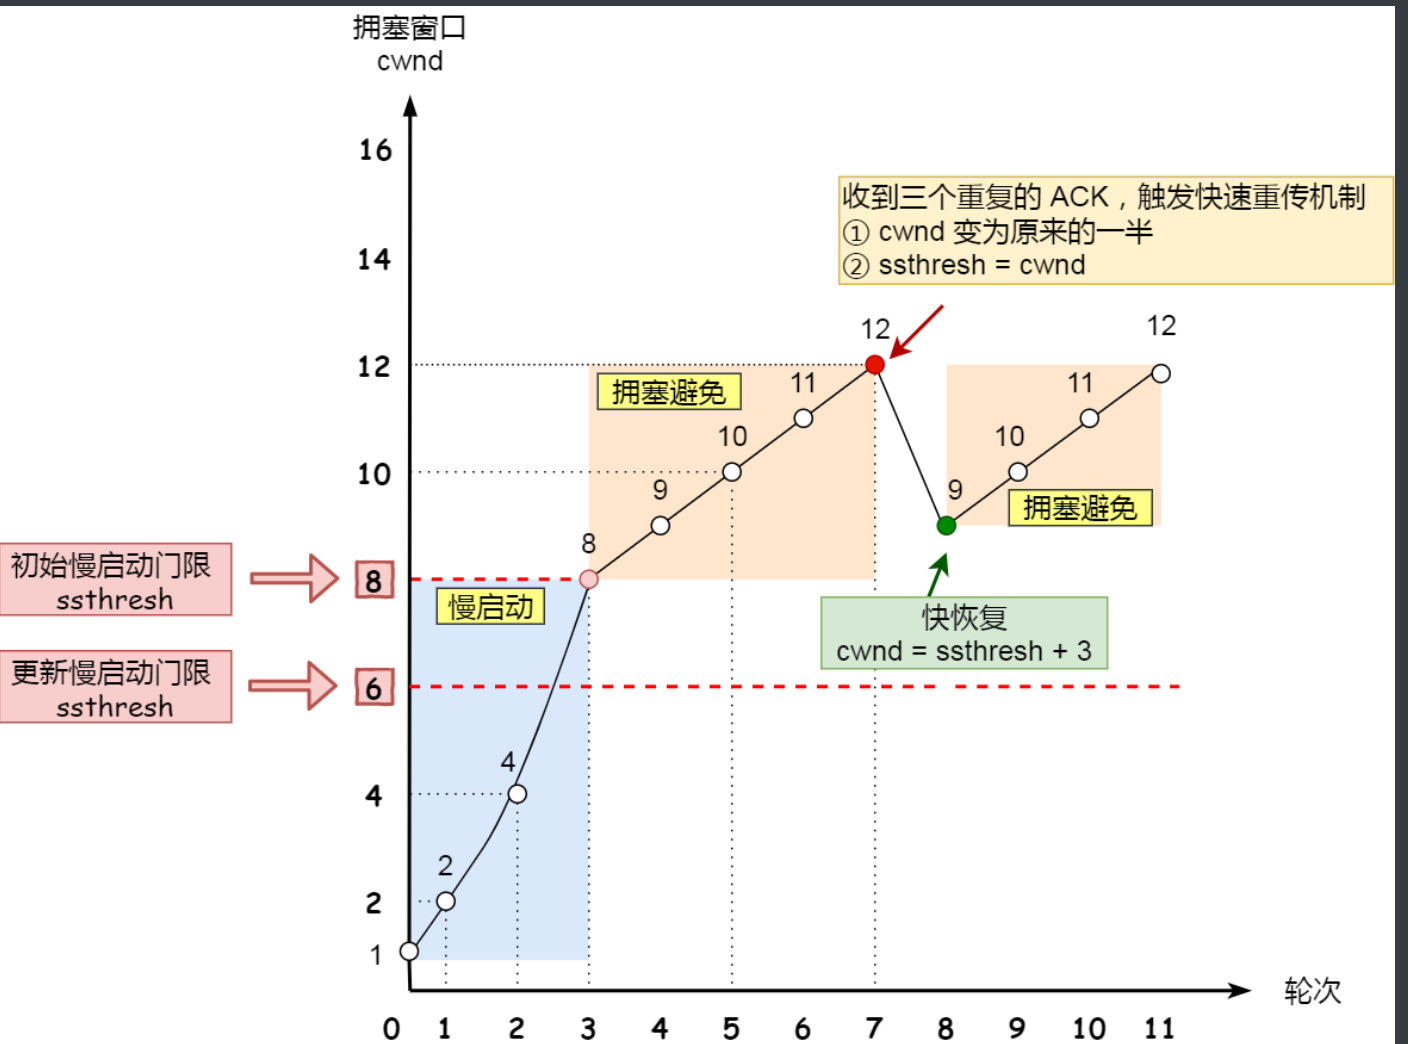 拥塞窗口
cwnd
16
14
12
10
8
6
4
2
1
收到三个重复的 ACK，触发快速重传机制
① cwnd 变为原来的一半
② ssthresh = cwnd
12
12
11
11
10
10
9
9
8
4
2
拥塞避免
拥塞避免
慢启动
初始慢启动门限
ssthresh
更新慢启动门限
ssthresh
快恢复
cwnd = ssthresh + 3
轮次
0 1 2 3 4 5 6 7 8 9 10 11